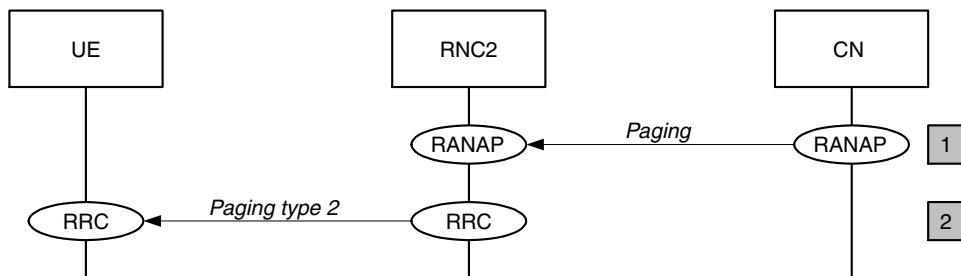 UE RNC2 CN
Paging
RANAP RANAP 1
Paging type 2
RRC RRC 2